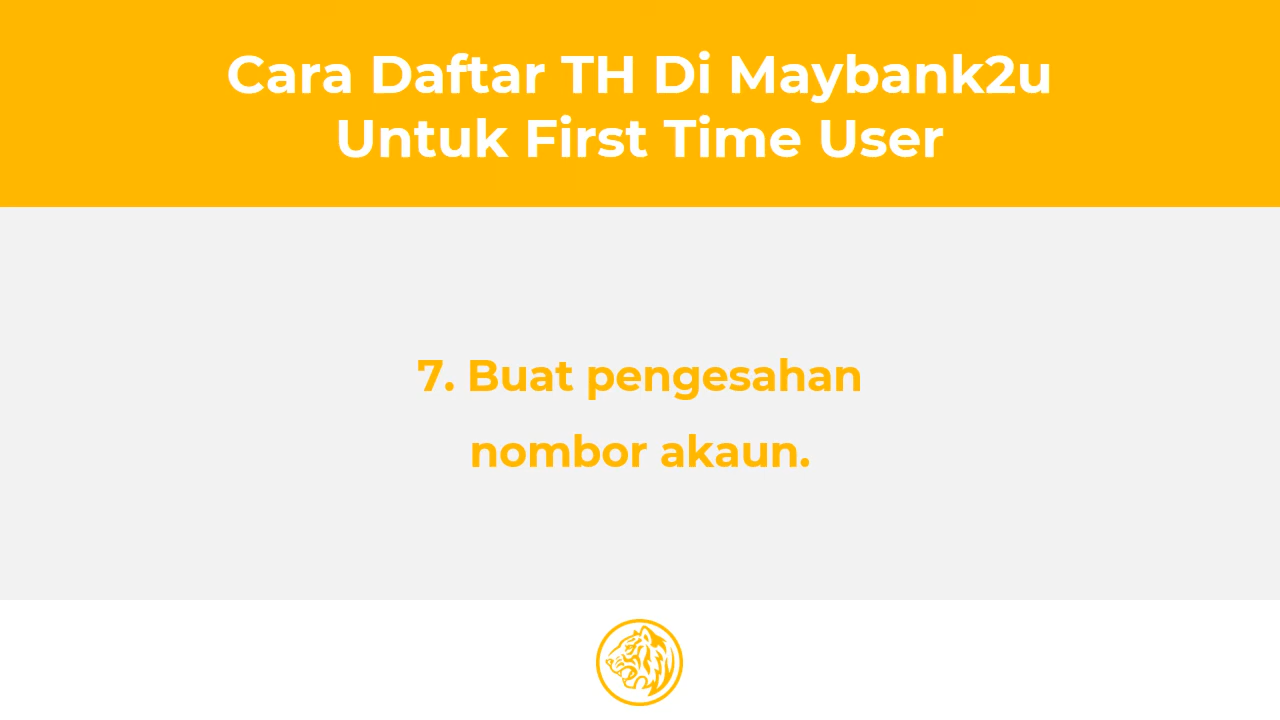 Cara Daftar TH Di Maybank2u
Untuk First Time User
7. Buat pengesahan
nombor akaun.